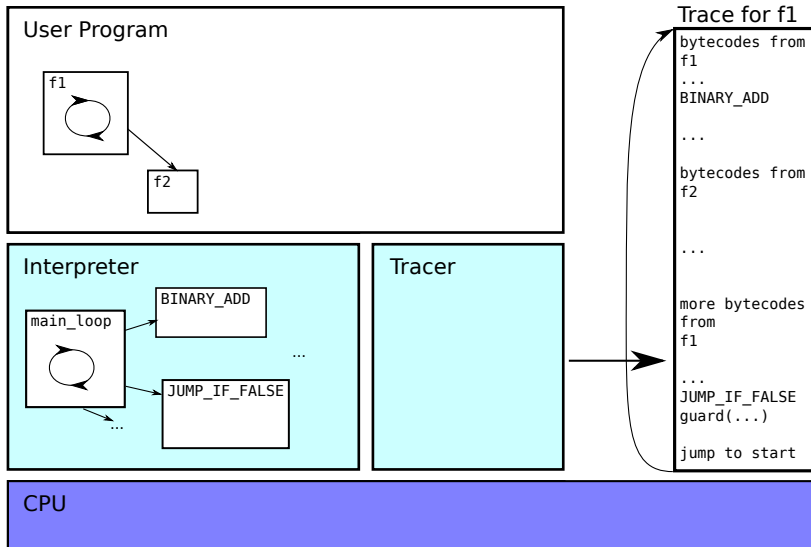 User Program
f1
f2
Interpreter
main_loop
BINARY_ADD
...
JUMP_IF_FALSE
...
Tracer
CPU
Trace for f1
bytecodes from
f1
...
BINARY_ADD
...
bytecodes from
f2
...
more bytecodes
from
f1
...
JUMP_IF_FALSE
guard(...)
jump to start